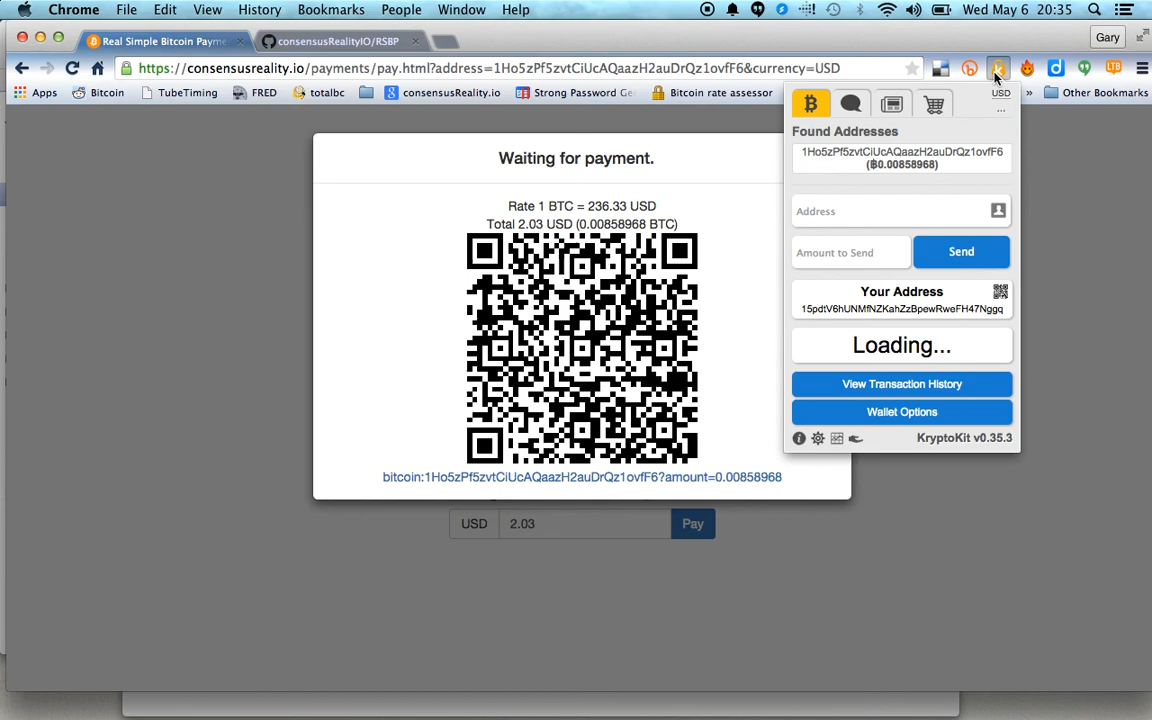 Chrome File Edit View History Bookmarks People Window Help
Wed May 6 20:35
Real Simple Bitcoin Payme
consensusRealityIO/RSBP
Gary
https://consensusreality.io/payments/pay.html?address=1Ho5zPf5zvtCiUcAQaazH2auDrQz1ovfF6&currency=USD
LTB
Apps Bitcoin TubeTiming FRED totalbc consensusReality.io Strong Password Gen Bitcoin rate assessor » Other Bookmarks
USD
...
Found Addresses
1Ho5zPf5zvtCiUcAQaazH2auDrQz1ovfF6
(฿0.00858968)
Address
Amount to Send
Send
Your Address
15pdtV6hUNMfNZKahZzBpewRweFH47Nggq
Loading...
View Transaction History
Wallet Options
KryptoKit v0.35.3
Waiting for payment.
Rate 1 BTC = 236.33 USD
Total 2.03 USD (0.00858968 BTC)
bitcoin:1Ho5zPf5zvtCiUcAQaazH2auDrQz1ovfF6?amount=0.00858968
USD 2.03 Pay